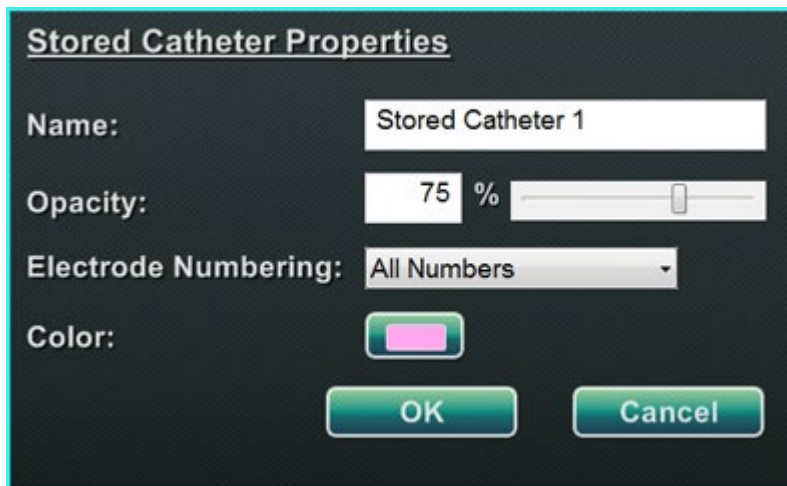 Stored Catheter Properties
Name: Stored Catheter 1
Opacity: 75 %
Electrode Numbering: All Numbers
Color:
OK Cancel